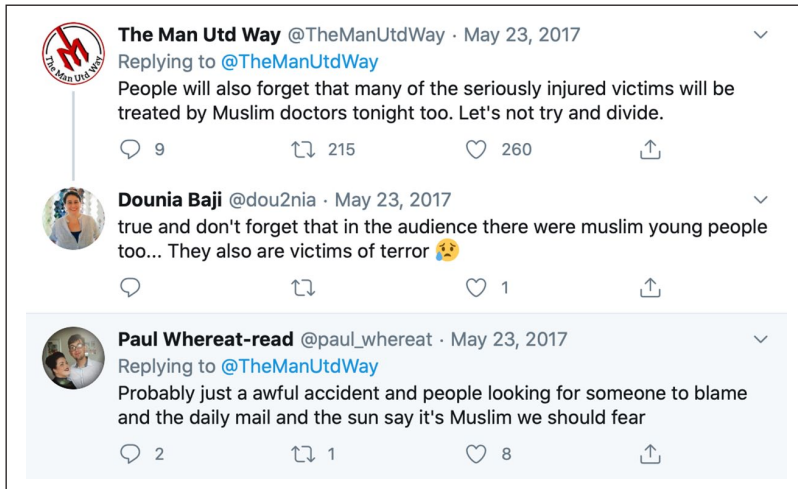 The Man Utd Way @TheManUtdWay · May 23, 2017
Replying to @TheManUtdWay
People will also forget that many of the seriously injured victims will be
treated by Muslim doctors tonight too. Let's not try and divide.
9 215 260
The Man Utd Way
Dounia Baji @dou2nia · May 23, 2017
true and don't forget that in the audience there were muslim young people
too... They also are victims of terror 😥
1
Paul Whereat-read @paul_whereat · May 23, 2017
Replying to @TheManUtdWay
Probably just a awful accident and people looking for someone to blame
and the daily mail and the sun say it's Muslim we should fear
2 1 8